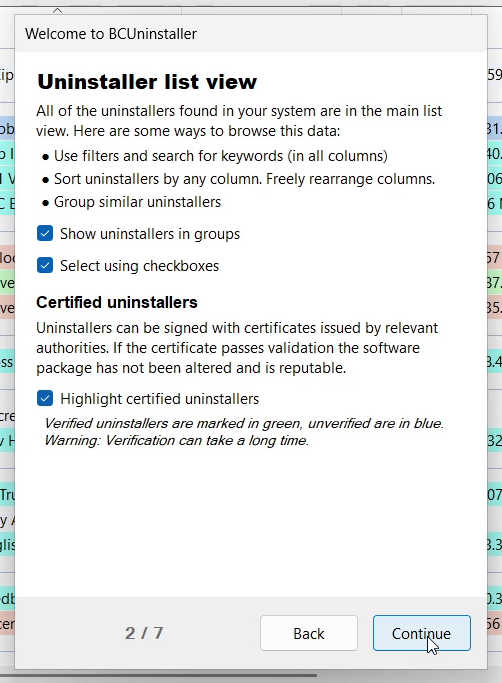 Welcome to BCUninstaller
Uninstaller list view
All of the uninstallers found in your system are in the main list
view. Here are some ways to browse this data:
● Use filters and search for keywords (in all columns)
● Sort uninstallers by any column. Freely rearrange columns.
● Group similar uninstallers
Show uninstallers in groups
Select using checkboxes
Certified uninstallers
Uninstallers can be signed with certificates issued by relevant
authorities. If the certificate passes validation the software
package has not been altered and is reputable.
Highlight certified uninstallers
Verified uninstallers are marked in green, unverified are in blue.
Warning: Verification can take a long time.
2 / 7
Back
Continue